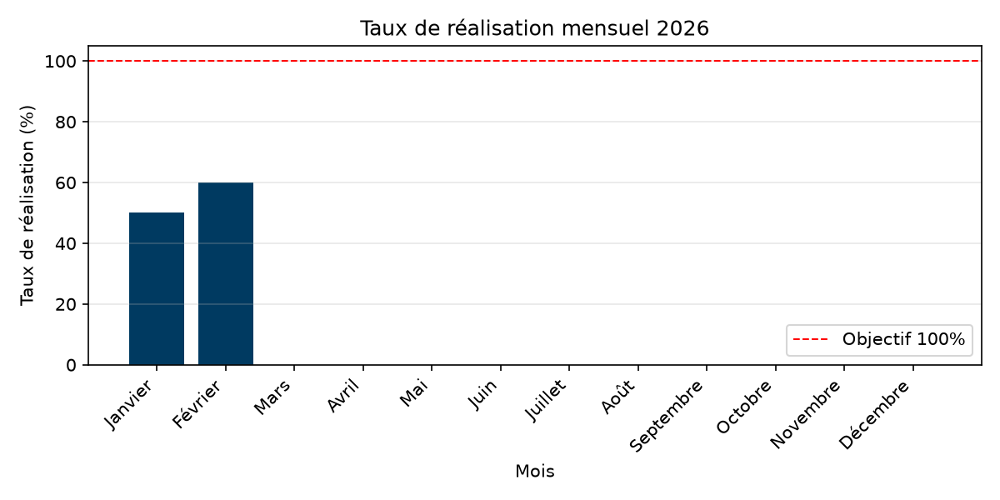 Taux de réalisation mensuel 2026
Taux de réalisation (%)
100
80
60
40
20
0
Objectif 100%
Janvier
Février
Mars
Avril
Mai
Juin
Juillet
Août
Septembre
Octobre
Novembre
Décembre
Mois